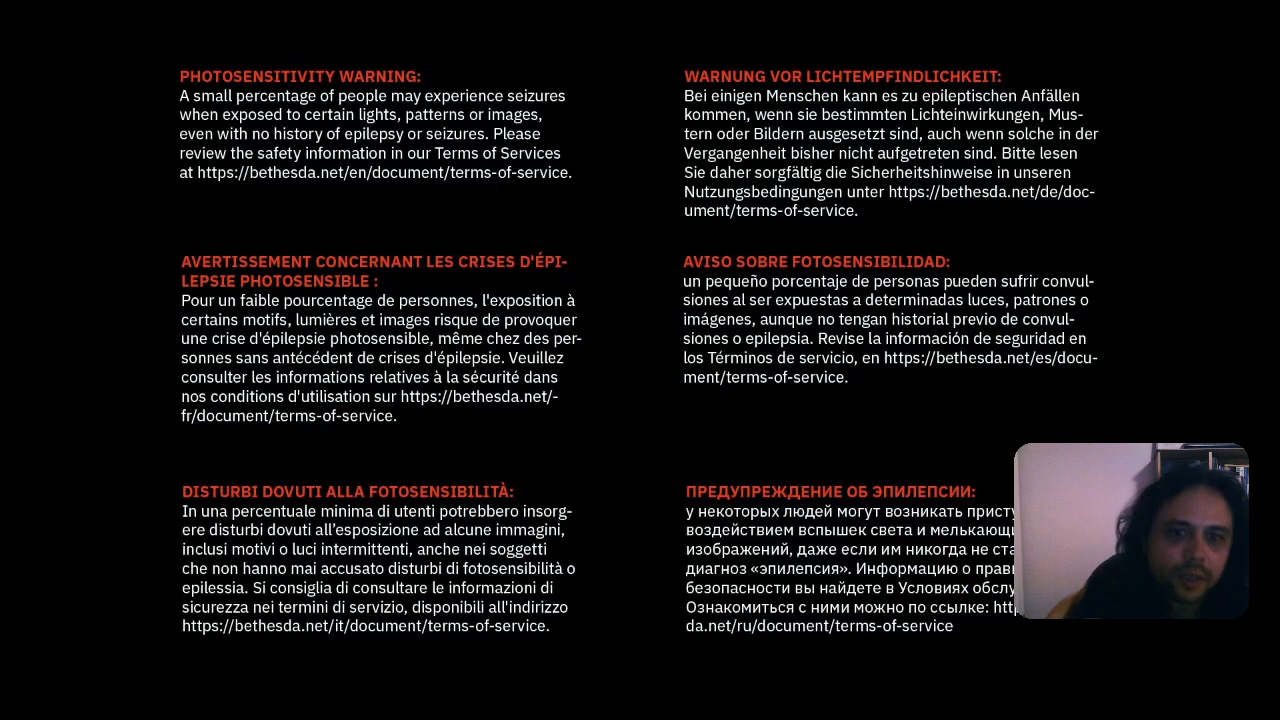 PHOTOSENSITIVITY WARNING:
A small percentage of people may experience seizures
when exposed to certain lights, patterns or images,
even with no history of epilepsy or seizures. Please
review the safety information in our Terms of Services
at https://bethesda.net/en/document/terms-of-service.
WARNUNG VOR LICHTEMPFINDLICHKEIT:
Bei einigen Menschen kann es zu epileptischen Anfällen
kommen, wenn sie bestimmten Lichteinwirkungen, Mus-
tern oder Bildern ausgesetzt sind, auch wenn solche in der
Vergangenheit bisher nicht aufgetreten sind. Bitte lesen
Sie daher sorgfältig die Sicherheitshinweise in unseren
Nutzungsbedingungen unter https://bethesda.net/de/doc-
ument/terms-of-service.
AVERTISSEMENT CONCERNANT LES CRISES D'ÉPI-
LEPSIE PHOTOSENSIBLE :
Pour un faible pourcentage de personnes, l'exposition à
certains motifs, lumières et images risque de provoquer
une crise d'épilepsie photosensible, même chez des per-
sonnes sans antécédent de crises d'épilepsie. Veuillez
consulter les informations relatives à la sécurité dans
nos conditions d'utilisation sur https://bethesda.net/-
fr/document/terms-of-service.
AVISO SOBRE FOTOSENSIBILIDAD:
un pequeño porcentaje de personas pueden sufrir convul-
siones al ser expuestas a determinadas luces, patrones o
imágenes, aunque no tengan historial previo de convul-
siones o epilepsia. Revise la información de seguridad en
los Términos de servicio, en https://bethesda.net/es/docu-
ment/terms-of-service.
DISTURBI DOVUTI ALLA FOTOSENSIBILITÀ:
In una percentuale minima di utenti potrebbero insorg-
ere disturbi dovuti all’esposizione ad alcune immagini,
inclusi motivi o luci intermittenti, anche nei soggetti
che non hanno mai accusato disturbi di fotosensibilità o
epilessia. Si consiglia di consultare le informazioni di
sicurezza nei termini di servizio, disponibili all'indirizzo
https://bethesda.net/it/document/terms-of-service.
ПРЕДУПРЕЖДЕНИЕ ОБ ЭПИЛЕПСИИ:
у некоторых людей могут возникать присту
воздействием вспышек света и мелькающи
изображений, даже если им никогда не ста
диагноз «эпилепсия». Информацию о прав
безопасности вы найдете в Условиях обслу
Ознакомиться с ними можно по ссылке: http
da.net/ru/document/terms-of-service